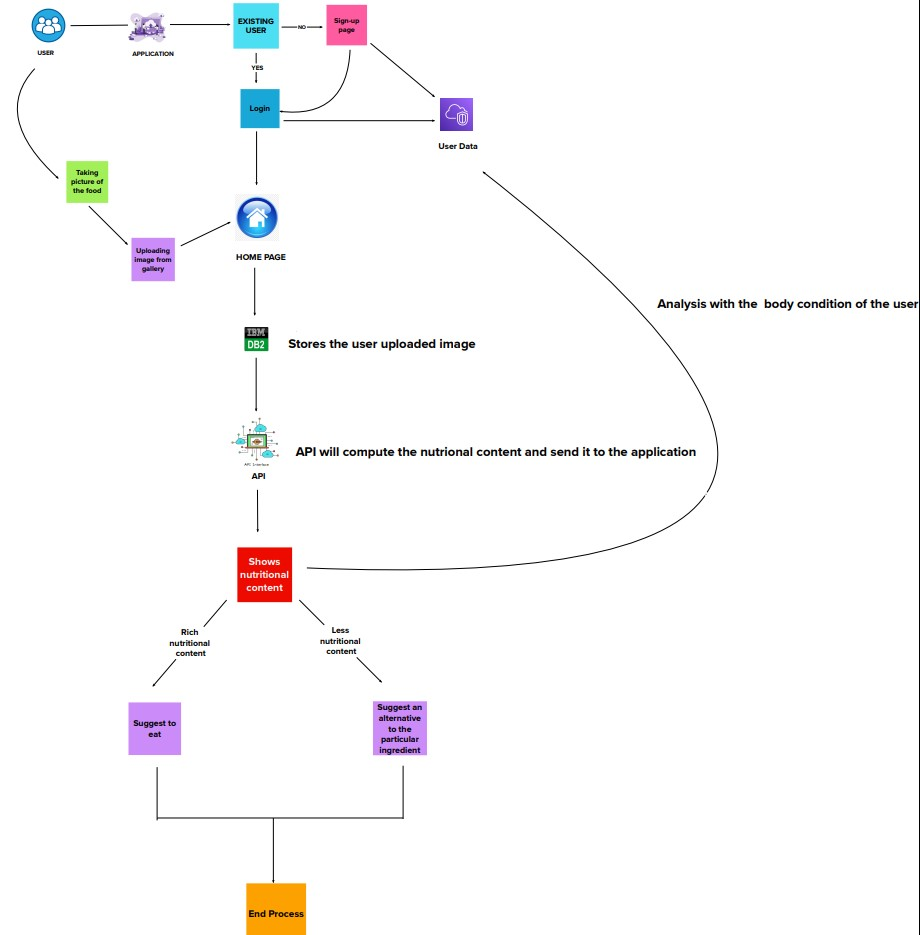 USER
APPLICATION
EXISTING
USER
NO
Sign-up
page
YES
Login
User Data
Taking
picture of
the food
Uploading
image from
gallery
HOME PAGE
Analysis with the body condition of the user
IBM
DB2
Stores the user uploaded image
API will compute the nutrional content and send it to the application
API Interface
API
Shows
nutritional
content
Rich
nutritional
content
Less
nutritional
content
Suggest to
eat
Suggest an
alternative
to the
particular
ingredient
End Process